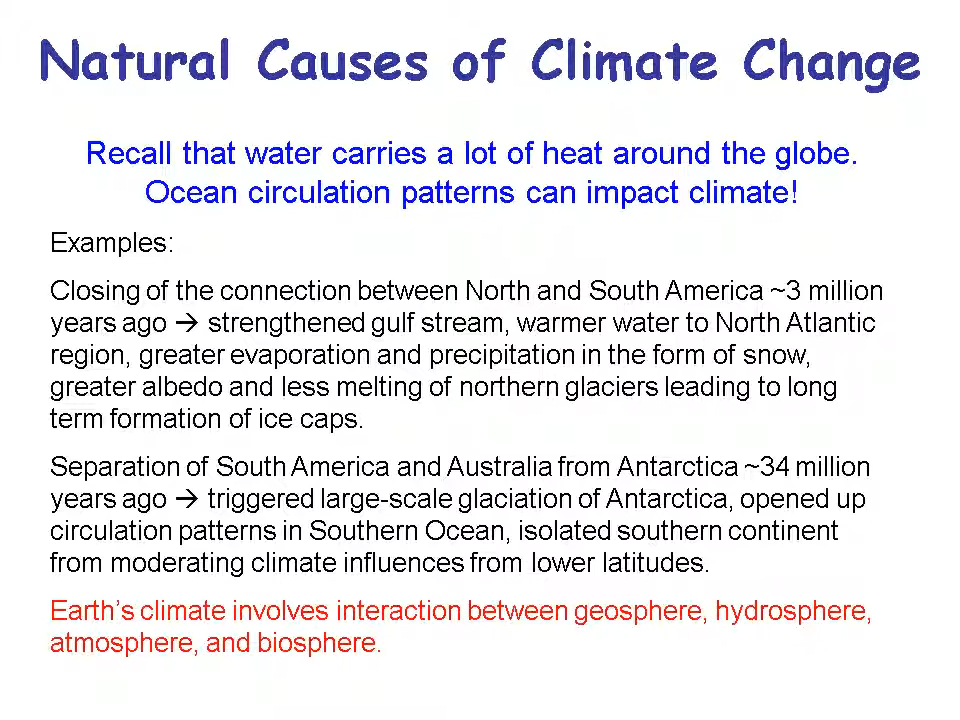 Natural Causes of Climate Change
Recall that water carries a lot of heat around the globe.
Ocean circulation patterns can impact climate!
Examples:
Closing of the connection between North and South America ~3 million
years ago → strengthened gulf stream, warmer water to North Atlantic
region, greater evaporation and precipitation in the form of snow,
greater albedo and less melting of northern glaciers leading to long
term formation of ice caps.
Separation of South America and Australia from Antarctica ~34 million
years ago → triggered large-scale glaciation of Antarctica, opened up
circulation patterns in Southern Ocean, isolated southern continent
from moderating climate influences from lower latitudes.
Earth's climate involves interaction between geosphere, hydrosphere,
atmosphere, and biosphere.